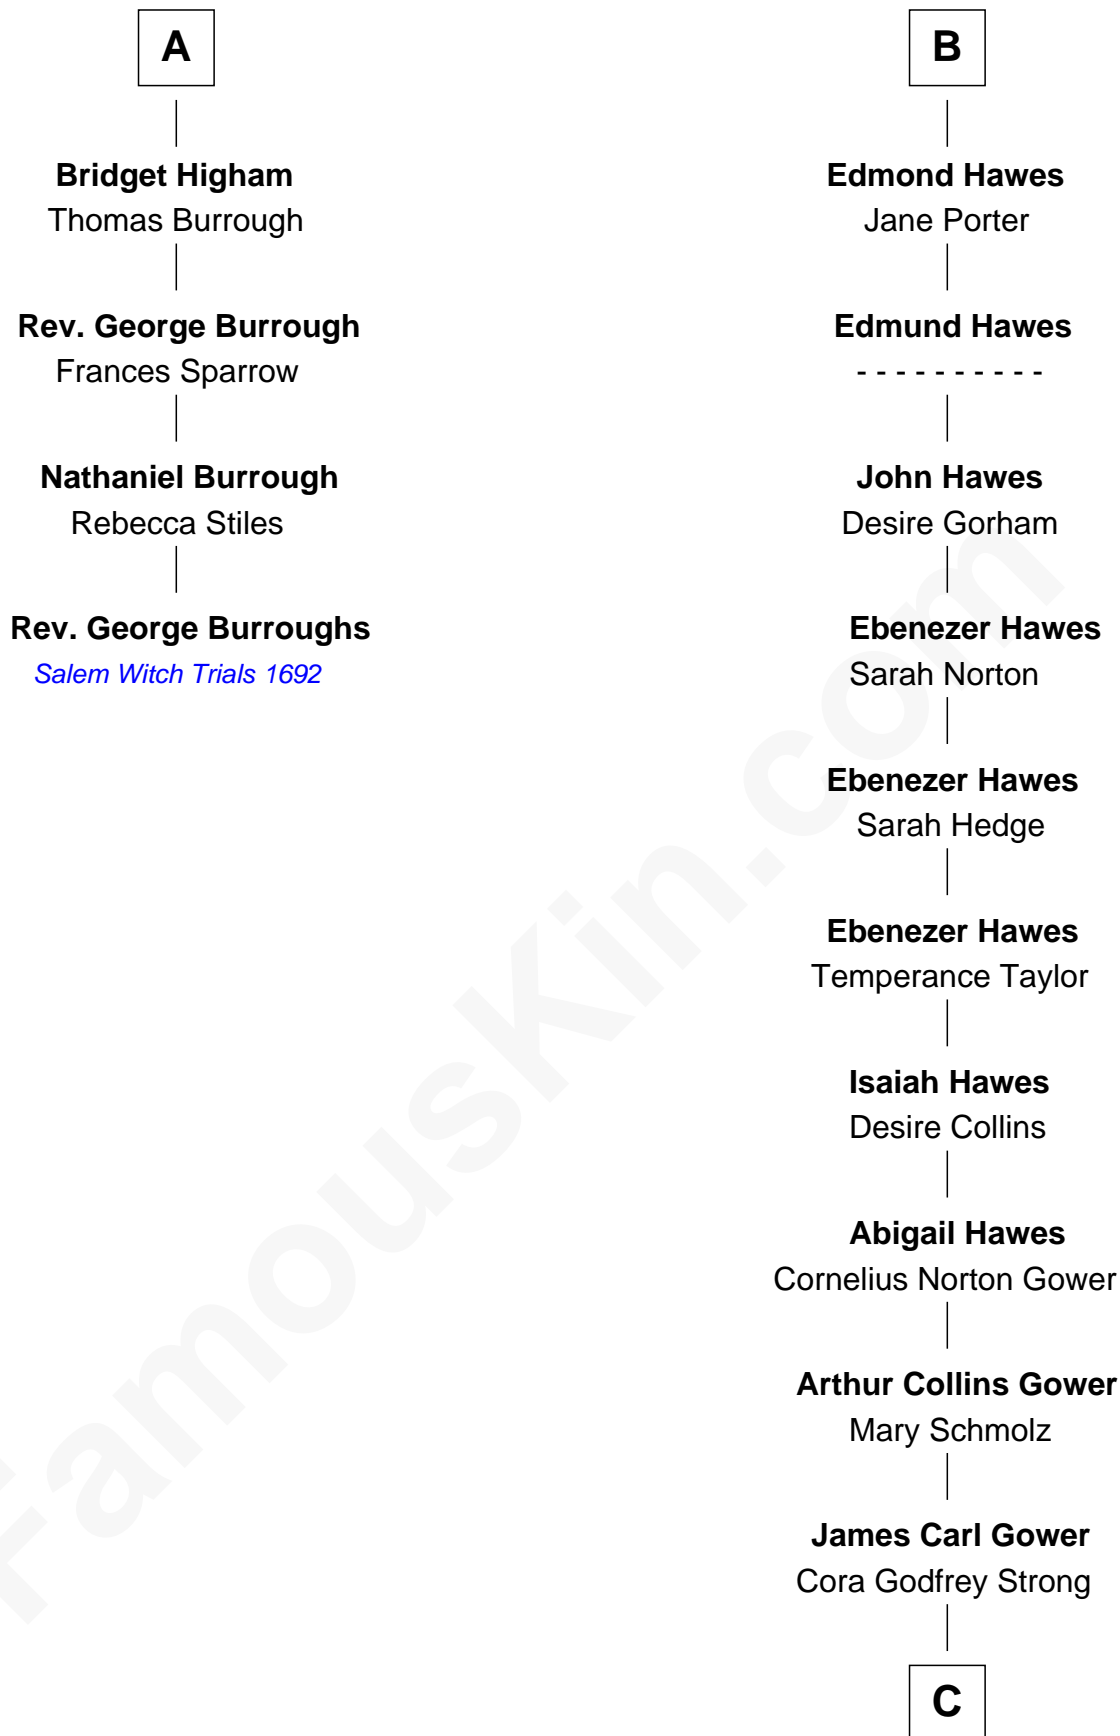 A
Bridget Higham
Thomas Burrough
Rev. George Burrough
Frances Sparrow
Nathaniel Burrough
Rebecca Stiles
Rev. George Burroughs
Salem Witch Trials 1692
B
Edmond Hawes
Jane Porter
Edmund Hawes
- - - - - - - - - -
John Hawes
Desire Gorham
Ebenezer Hawes
Sarah Norton
Ebenezer Hawes
Sarah Hedge
Ebenezer Hawes
Temperance Taylor
Isaiah Hawes
Desire Collins
Abigail Hawes
Cornelius Norton Gower
Arthur Collins Gower
Mary Schmolz
James Carl Gower
Cora Godfrey Strong
C
FamousKin.com